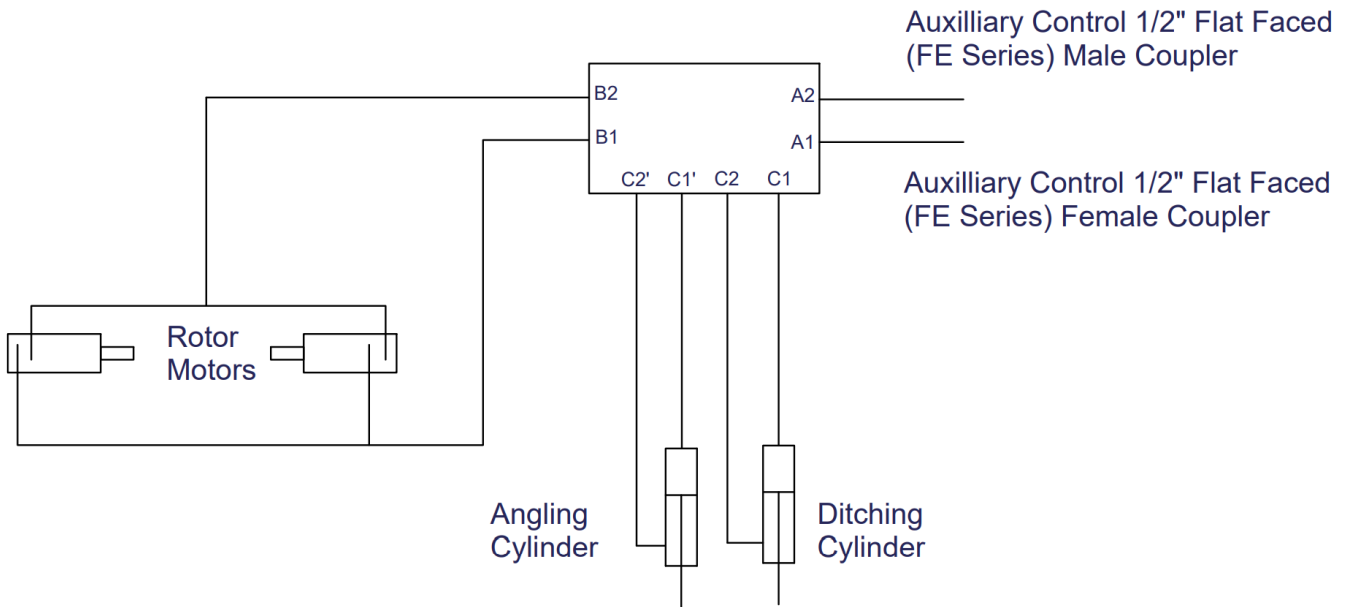 Auxilliary Control 1/2" Flat Faced
(FE Series) Male Coupler
B2
A2
B1
A1
C2' C1' C2 C1
Auxilliary Control 1/2" Flat Faced
(FE Series) Female Coupler
Rotor
Motors
Angling
Cylinder
Ditching
Cylinder